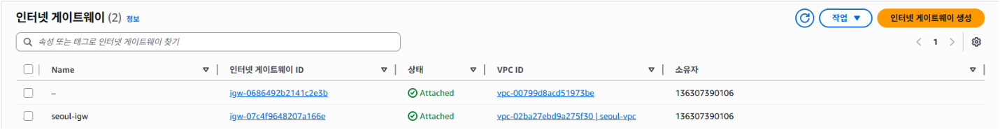 인터넷 게이트웨이 (2) 정보
작업 인터넷 게이트웨이 생성
속성 또는 태그로 인터넷 게이트웨이 찾기
1
Name 인터넷 게이트웨이 ID 상태 VPC ID 소유자
– igw-0686492b2141c2e3b Attached vpc-00799d8acd51973be 136307390106
seoul-igw igw-07c4f9648207a166e Attached vpc-02ba27ebd9a275f30 | seoul-vpc 136307390106